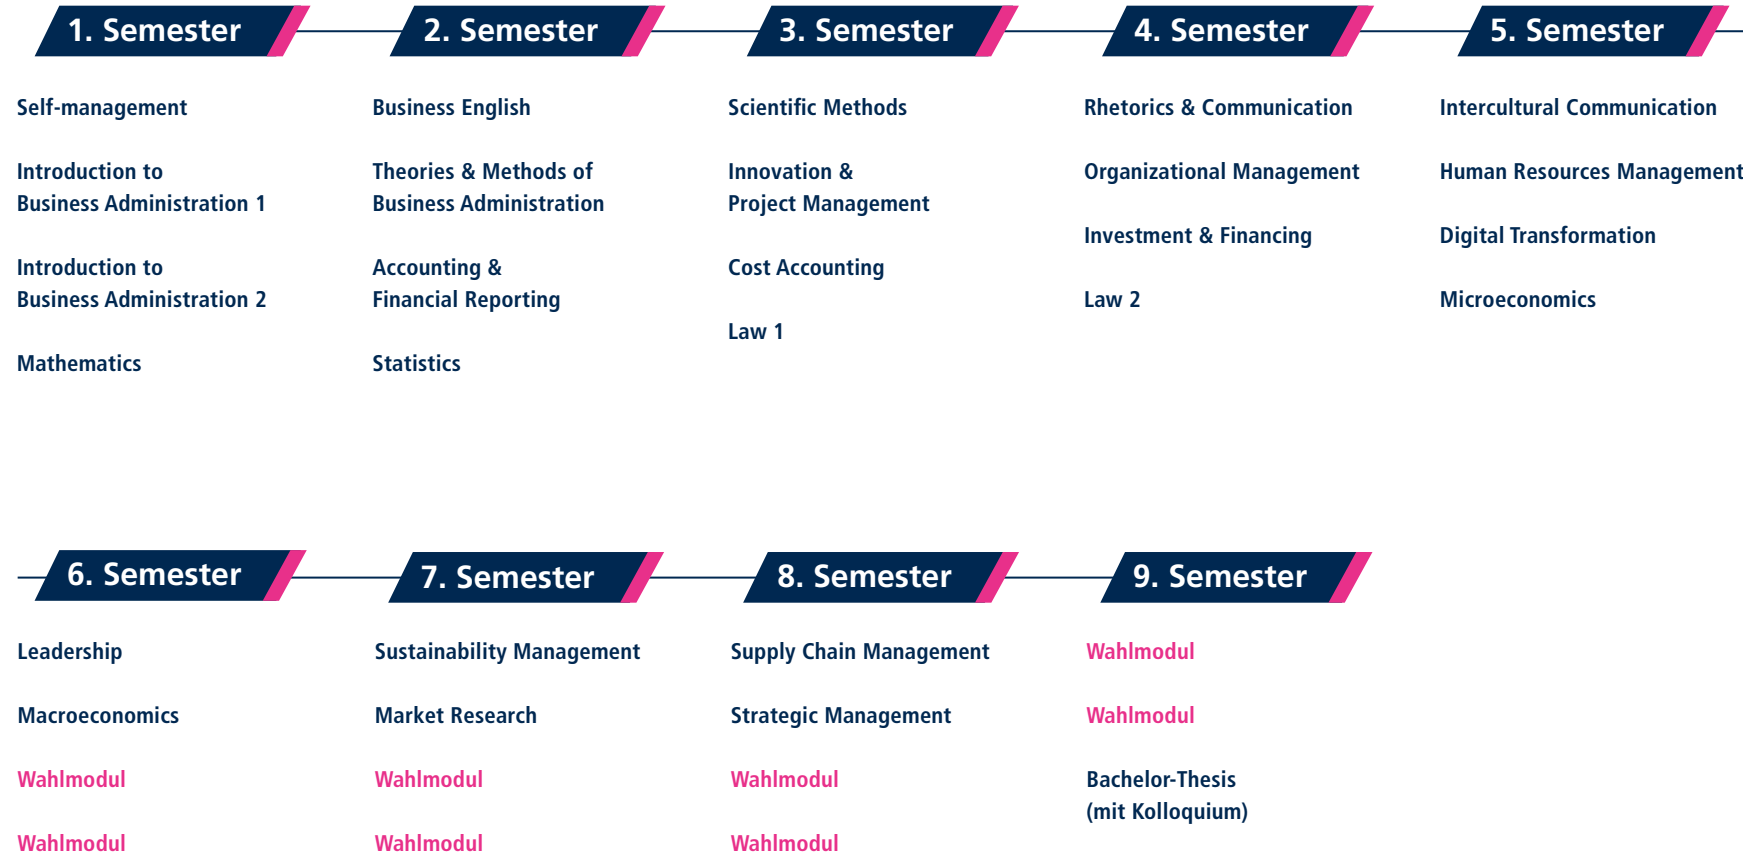 1. Semester
Self-management
Introduction to
Business Administration 1
Introduction to
Business Administration 2
Mathematics
2. Semester
Business English
Theories & Methods of
Business Administration
Accounting &
Financial Reporting
Statistics
3. Semester
Scientific Methods
Innovation &
Project Management
Cost Accounting
Law 1
4. Semester
Rhetorics & Communication
Organizational Management
Investment & Financing
Law 2
5. Semester
Intercultural Communication
Human Resources Management
Digital Transformation
Microeconomics
6. Semester
Leadership
Macroeconomics
Wahlmodul
Wahlmodul
7. Semester
Sustainability Management
Market Research
Wahlmodul
Wahlmodul
8. Semester
Supply Chain Management
Strategic Management
Wahlmodul
Wahlmodul
9. Semester
Wahlmodul
Wahlmodul
Bachelor-Thesis
(mit Kolloquium)